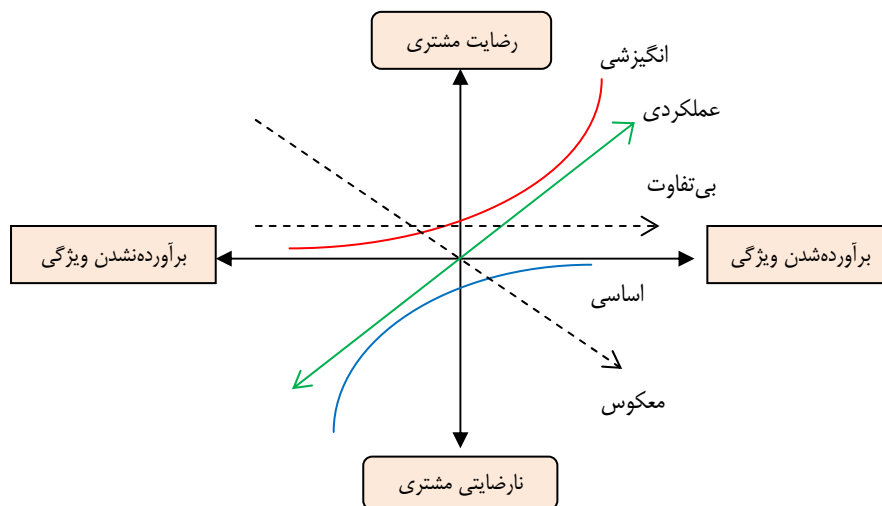 رضایت مشتری
انگیزشی
عملکردی
بی‌تفاوت
برآورده‌شدن ویژگی
برآورده‌نشدن ویژگی
اساسی
معکوس
نارضایتی مشتری